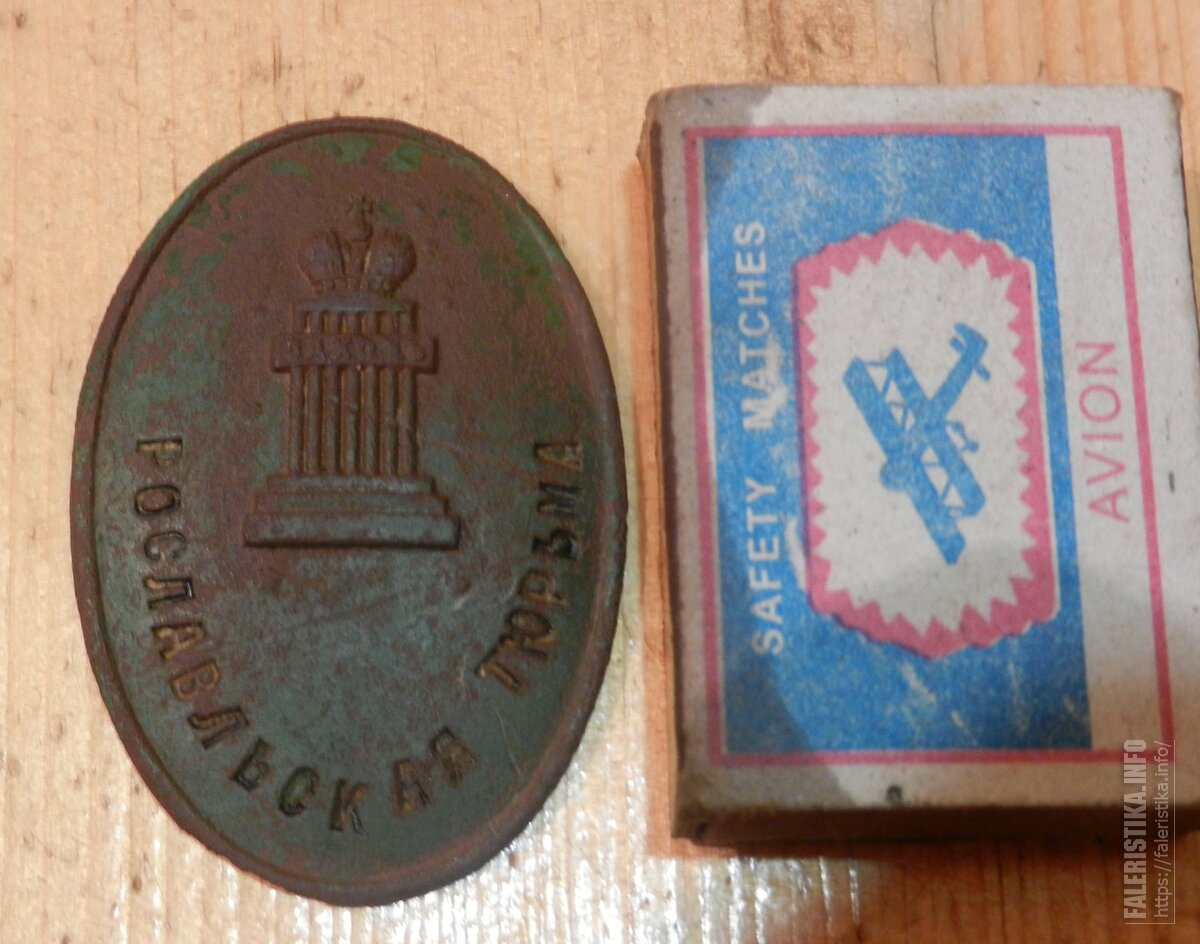 РОСЛАВЛЬСКАЯ ТЮРЬМА
SAFETY MATCHES
AVION
FALERISTIKA.INFO
https://faleristika.info/